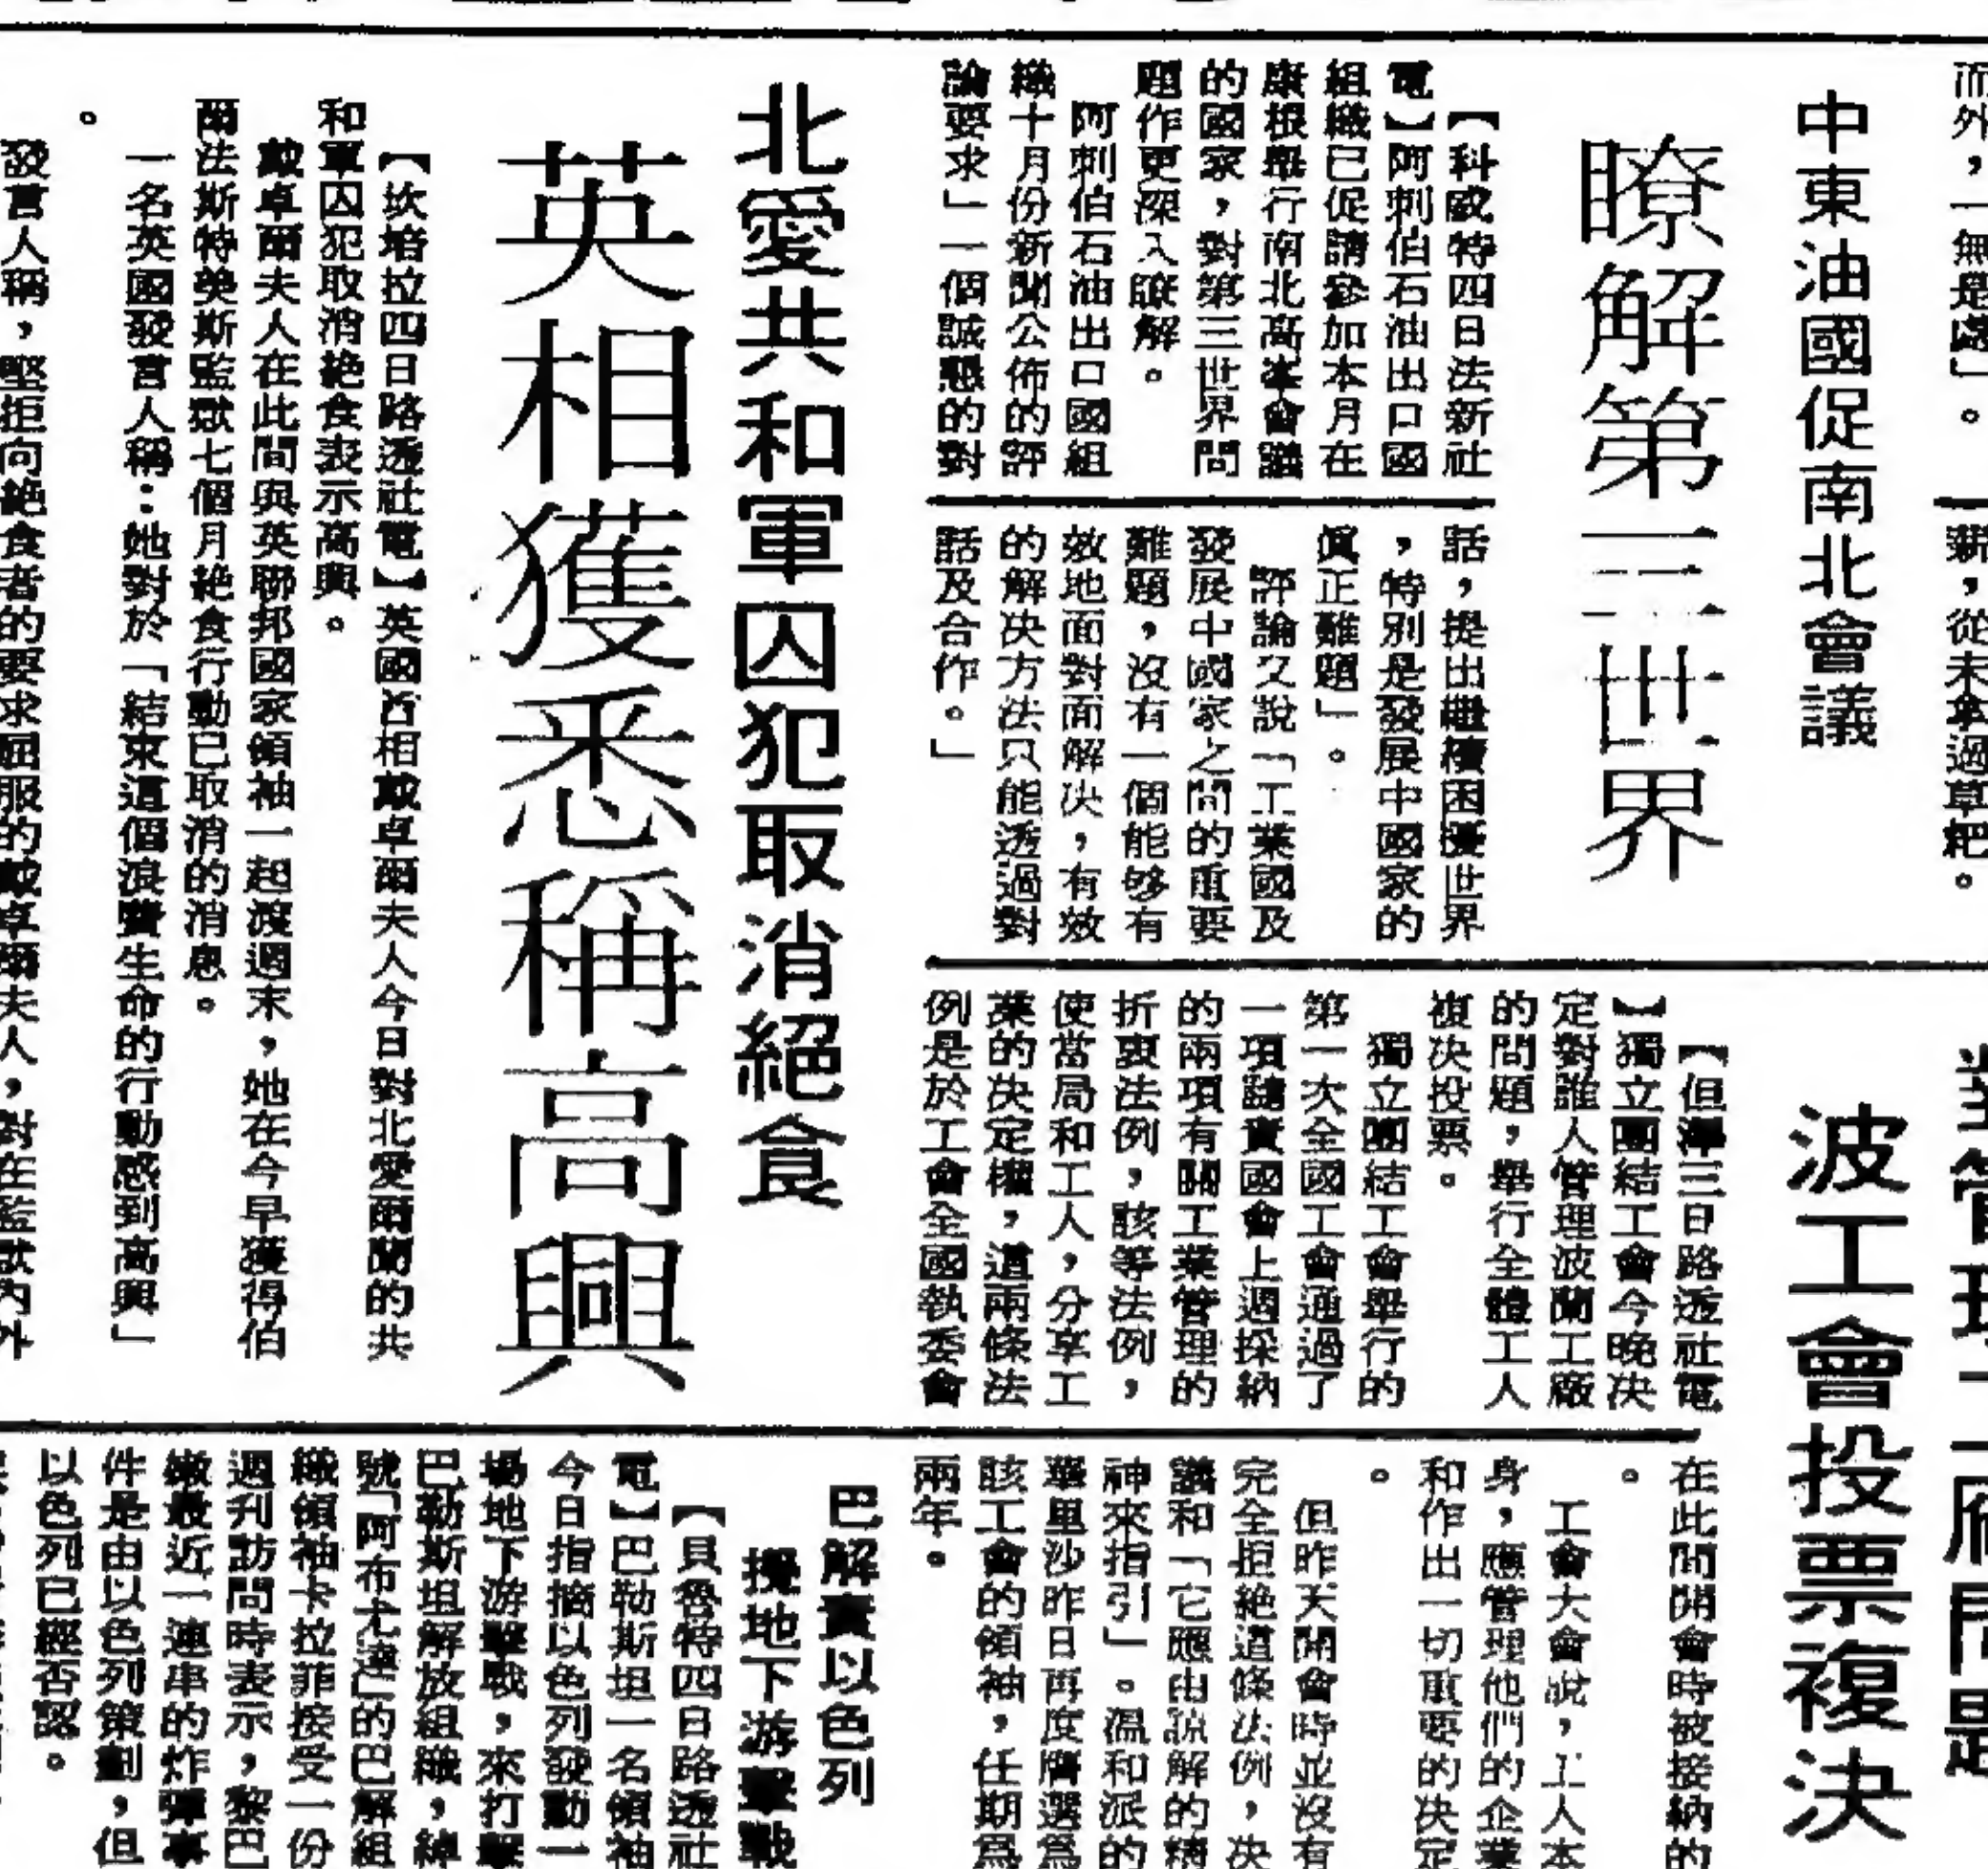 而外，一無是處」。
薪，從未拿過草耙。
中東油國促南北會議
瞭解第三世界
【科威特四日法新社
電】阿刺伯石油出口國
組織已促請參加本月在
康根舉行南北高峯會議
的國家，對第三世界問
題作更深入瞭解。
阿刺伯石油出口國組
織十月份新聞公佈的評
論要求」一個誠懇的對
話，提出繼續困擾世界
，特別是發展中國家的
眞正難題」。
評論又說「工業國及
發展中國家之間的重要
難題，沒有一個能够有
效地面對面解决，有效
的解决方法只能透過對
話及合作。」
波工會投票複決
【但澤三日路透社電
】獨立團結工會今晚决
定對誰人管理波蘭工廠
的問題，舉行全體工人
複决投票。
獨立團結工會舉行的
第一次全國工會通過了
一項譴責國會上週採納
的兩項有關工業管理的
折衷法例，該等法例，
使當局和工人，分享工
業的决定權，這兩條法
例是於工會全國執委會
在此間開會時被接納的
。
工會大會說，工人本
身，應管理他們的企業
和作出一切重要的决定
。
但昨天開會時並沒有
完全拒絶這條法例，决
議和「它應由諒解的精
神來指引」。溫和派的
華里沙昨日再度膺選爲
該工會的領袖，任期爲
兩年。
北愛共和軍囚犯取消絕食
英相獲悉稱高興
【坎培拉四日路透社電】英國首相戴卓爾夫人今日對北愛爾蘭的共
和軍囚犯取消絶食表示高興。
戴卓爾夫人在此間與英聯邦國家領袖一起渡週末，她在今早獲得伯
爾法斯特美斯監獄七個月絶食行動已取消的消息。
一名英國發言人稱：她對於「結束這個浪費生命的行動感到高興」
。
發言人稱，堅拒向絶食者的要求屈服的戴卓爾夫人，對在監獄內外
巴解責以色列
攪地下游擊戰
【貝魯特四日路透社
電】巴勒斯坦一名領袖
今日指摘以色列發動一
場地下游擊戰，來打擊
巴勒斯坦解放組織，綽
號「阿布尤達」的巴解組
織領袖卡拉菲接受一份
週刊訪問時表示，黎巴
嫩最近一連串的炸彈事
件是由以色列策劃，但
以色列已經否認。